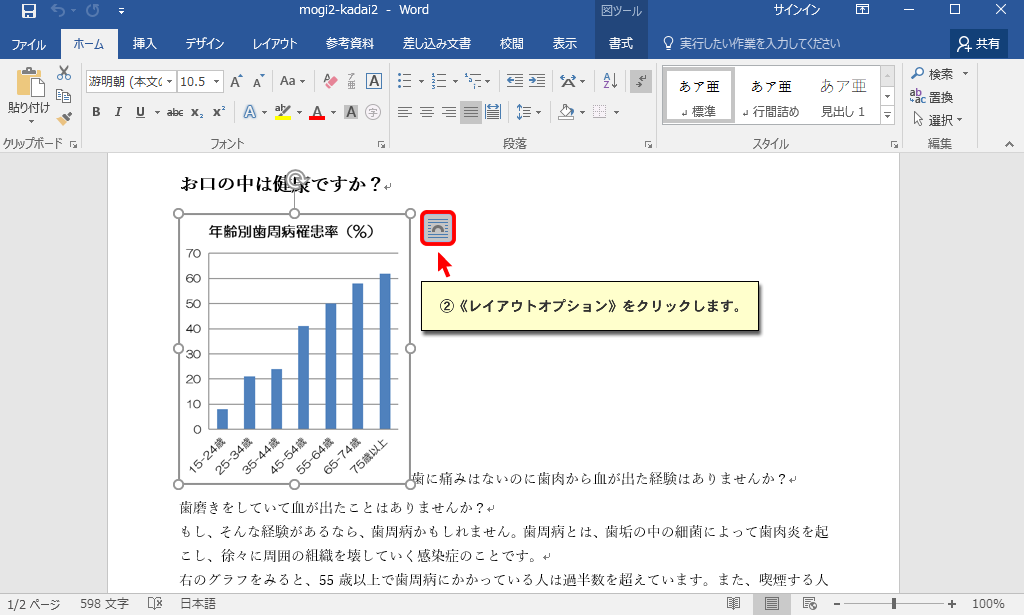 mogi2-kadai2 - Word
図ツール
サインイン
ファイル ホーム 挿入 デザイン レイアウト 参考資料 差し込み文書 校閲 表示 書式 実行したい作業を入力してください 共有
貼り付け
游明朝 (本文の
10.5
Aa
B I U abc x₂ x²
A A A 字
あア亜 あア亜 あア亜
標準 行間詰め 見出し 1
検索
置換
選択
クリップボード フォント 段落 スタイル 編集
お口の中は健康ですか？
年齢別歯周病罹患率（%）
70
60
50
40
30
20
10
0
15-24歳 25-34歳 35-44歳 45-54歳 55-64歳 65-74歳 75歳以上
②《レイアウトオプション》をクリックします。
歯に痛みはないのに歯肉から血が出た経験はありませんか？
歯磨きをしていて血が出たことはありませんか？
もし、そんな経験があるなら、歯周病かもしれません。歯周病とは、歯垢の中の細菌によって歯肉炎を起
こし、徐々に周囲の組織を壊していく感染症のことです。
右のグラフをみると、55 歳以上で歯周病にかかっている人は過半数を超えています。また、喫煙する人
1/2 ページ 598 文字 日本語 100%